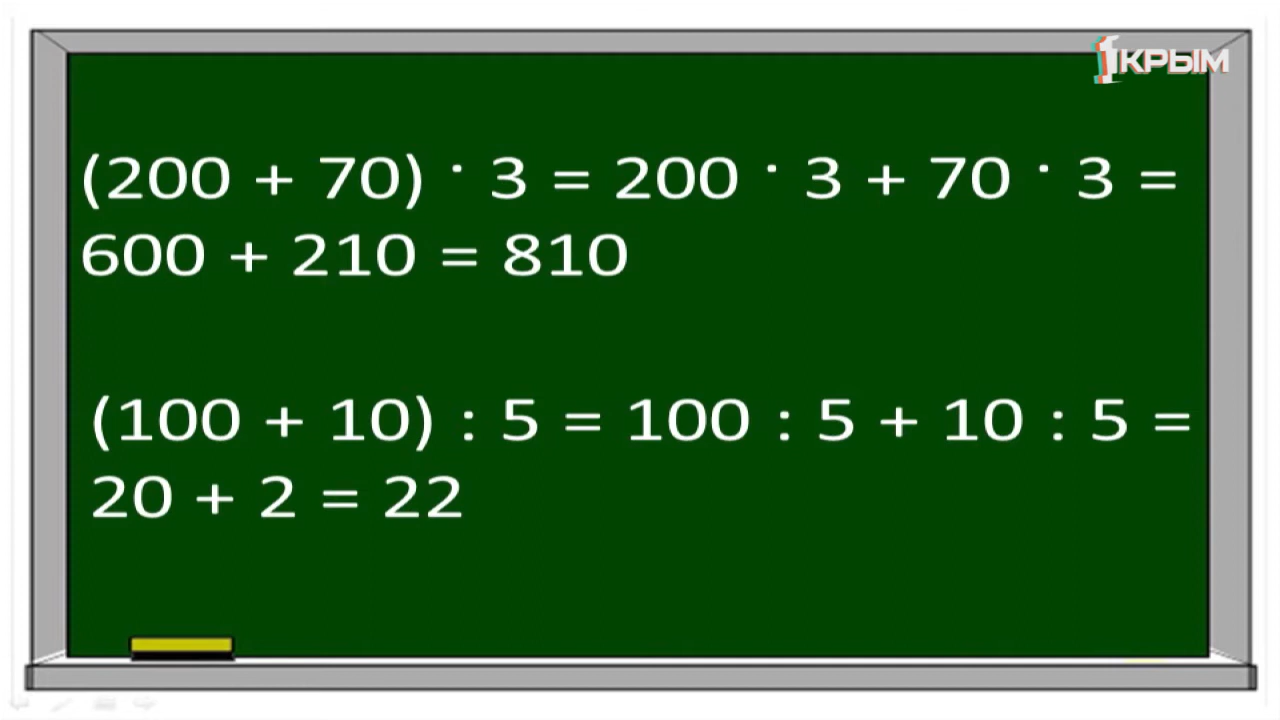 1КРЫМ
(200 + 70) · 3 = 200 · 3 + 70 · 3 =
600 + 210 = 810
(100 + 10) : 5 = 100 : 5 + 10 : 5 =
20 + 2 = 22